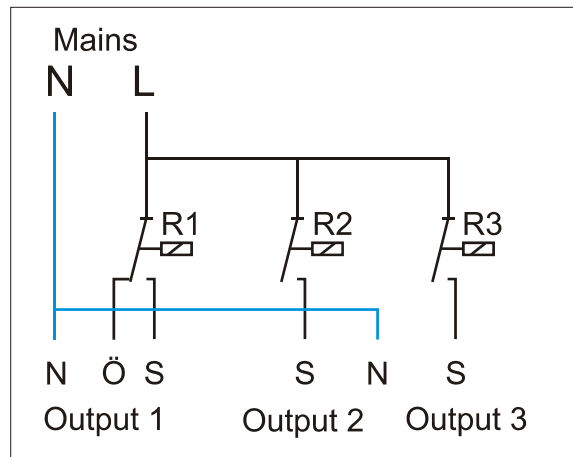 Mains
N L
R1 R2 R3
N Ö S S N S
Output 1 Output 2 Output 3